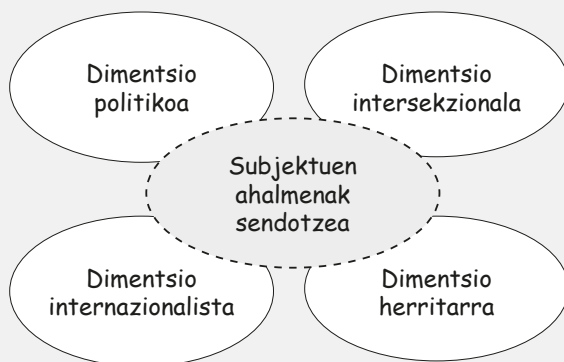 Dimentsio
politikoa
Dimentsio
intersekzionala
Subjektuen
ahalmenak
sendotzea
Dimentsio
internazionalista
Dimentsio
herritarra